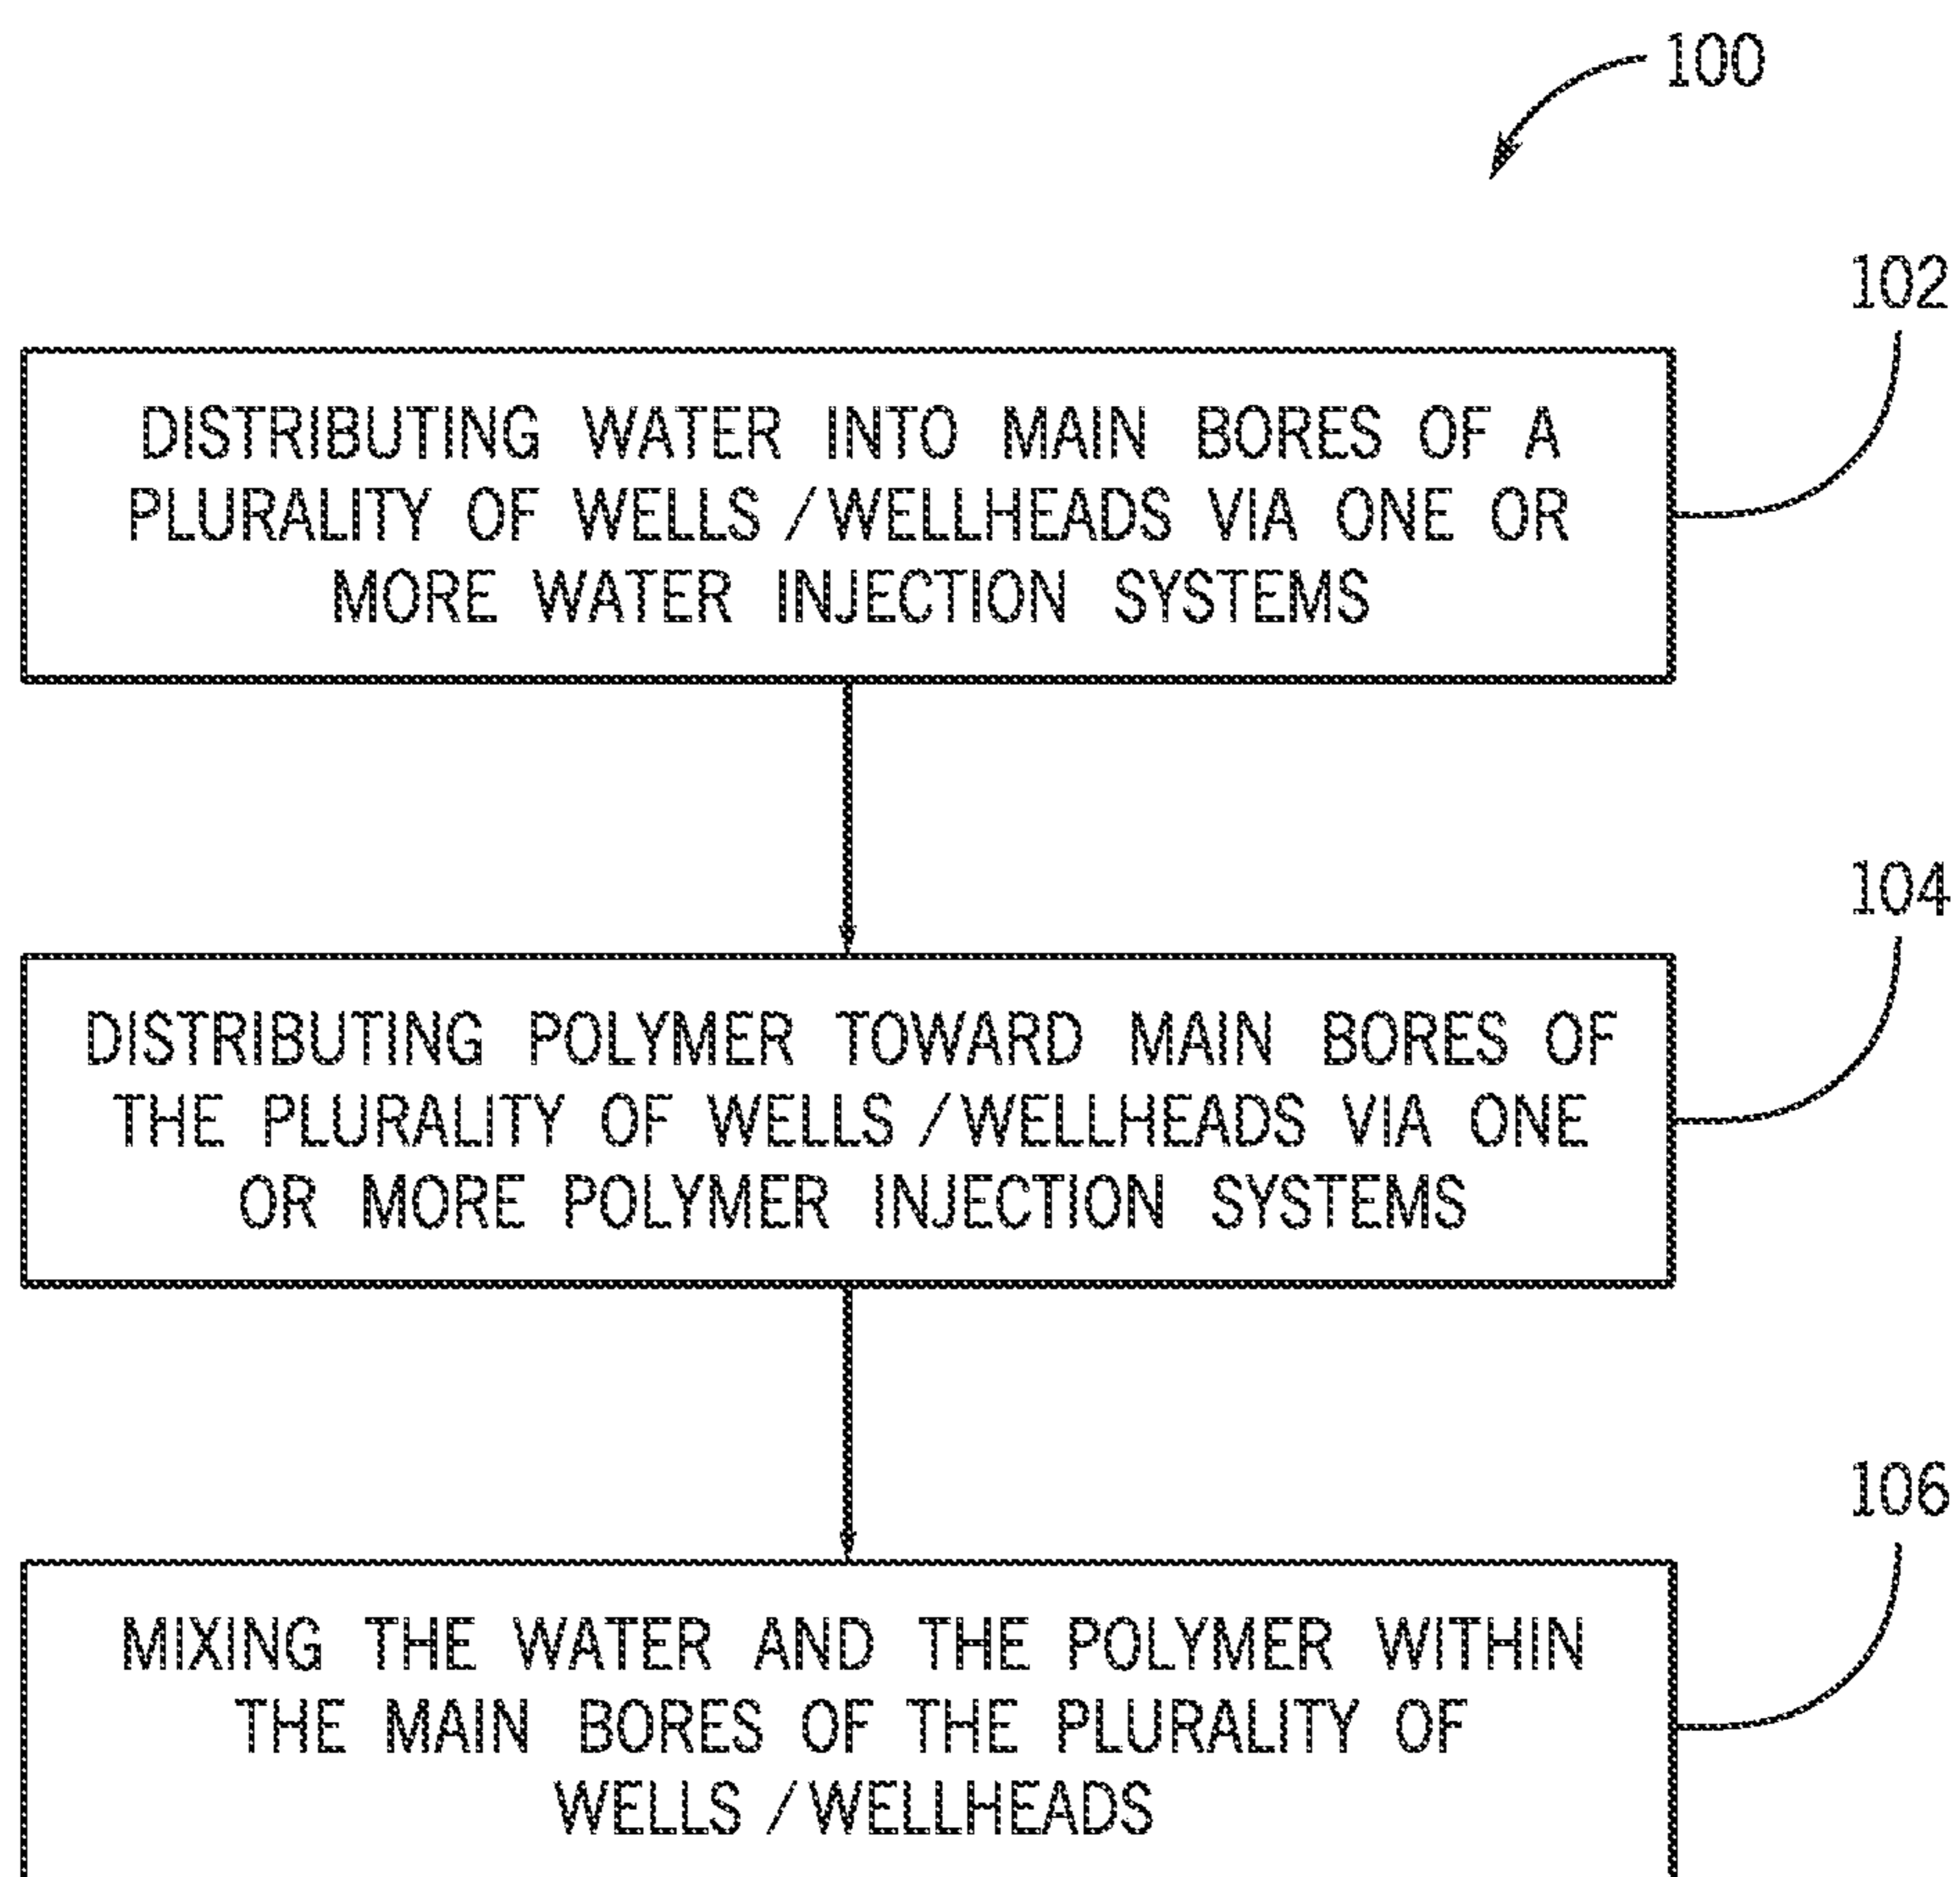 100
102
DISTRIBUTING WATER INTO MAIN BORES OF A
PLURALITY OF WELLS /WELLHEADS VIA ONE OR
MORE WATER INJECTION SYSTEMS
104
DISTRIBUTING POLYMER TOWARD MAIN BORES OF
THE PLURALITY OF WELLS /WELLHEADS VIA ONE
OR MORE POLYMER INJECTION SYSTEMS
106
MIXING THE WATER AND THE POLYMER WITHIN
THE MAIN BORES OF THE PLURALITY OF
WELLS /WELLHEADS